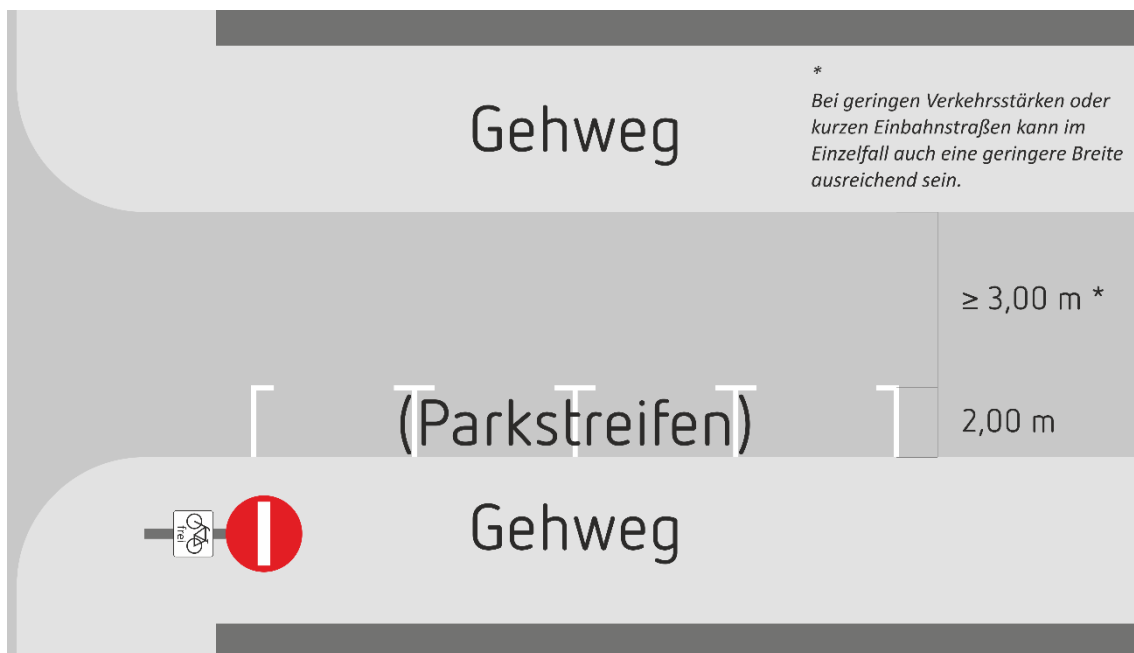 Gehweg
*
Bei geringen Verkehrsstärken oder
kurzen Einbahnstraßen kann im
Einzelfall auch eine geringere Breite
ausreichend sein.
≥ 3,00 m *
(Parkstreifen)
2,00 m
frei
Gehweg